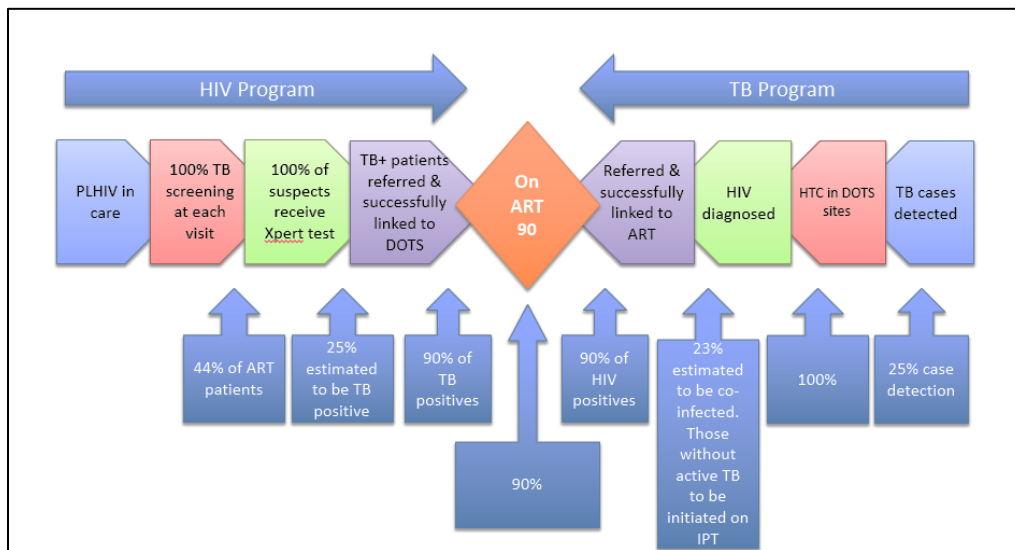 HIV Program
TB Program
PLHIV in
care
100% TB
screening
at each
visit
100% of
suspects
receive
Xpert test
TB+ patients
referred &
successfully
linked to
DOTS
On
ART
90
Referred &
successfully
linked to
ART
HIV
diagnosed
HTC in DOTS
sites
TB cases
detected
44% of ART
patients
25%
estimated
to be TB
positive
90% of
TB
positives
90%
90% of
HIV
positives
23%
estimated
to be co-
infected.
Those
without
active TB
to be
initiated on
IPT
100%
25% case
detection